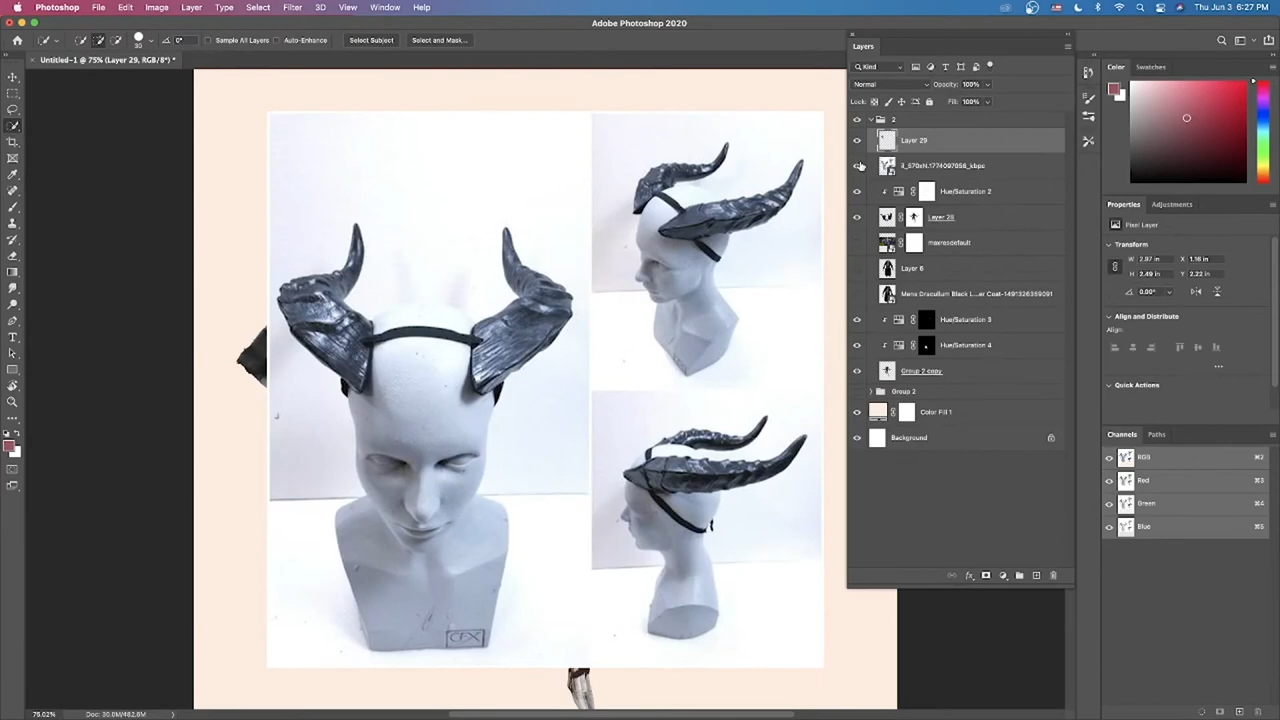 Photoshop File Edit Image Layer Type Select Filter 3D View Window Help Thu Jun 3 6:27 PM
Adobe Photoshop 2020
30 0° Sample All Layers Auto-Enhance Select Subject Select and Mask...
Untitled-1 @ 75% (Layer 29, RGB/8*) *
Layers
Kind
Normal Opacity: 100%
Lock: Fill: 100%
2
Layer 29
Hue/Saturation 2
Layer 28
maxresdefault
Layer 6
Mens Dracullum Black L...er Coat-1491326359091
Hue/Saturation 3
Hue/Saturation 4
Group 2 copy
Group 2
Color Fill 1
Background
Color Swatches
Properties Adjustments
Pixel Layer
Transform
W: 2.97 in X: 1.16 in
H: 2.49 in Y: 2.22 in
0.00°
Align and Distribute
Align:
Quick Actions
Channels Paths
RGB ⌘2
Red ⌘3
Green ⌘4
Blue ⌘5
CFX
75.02% Doc: 30.0M/462.8M